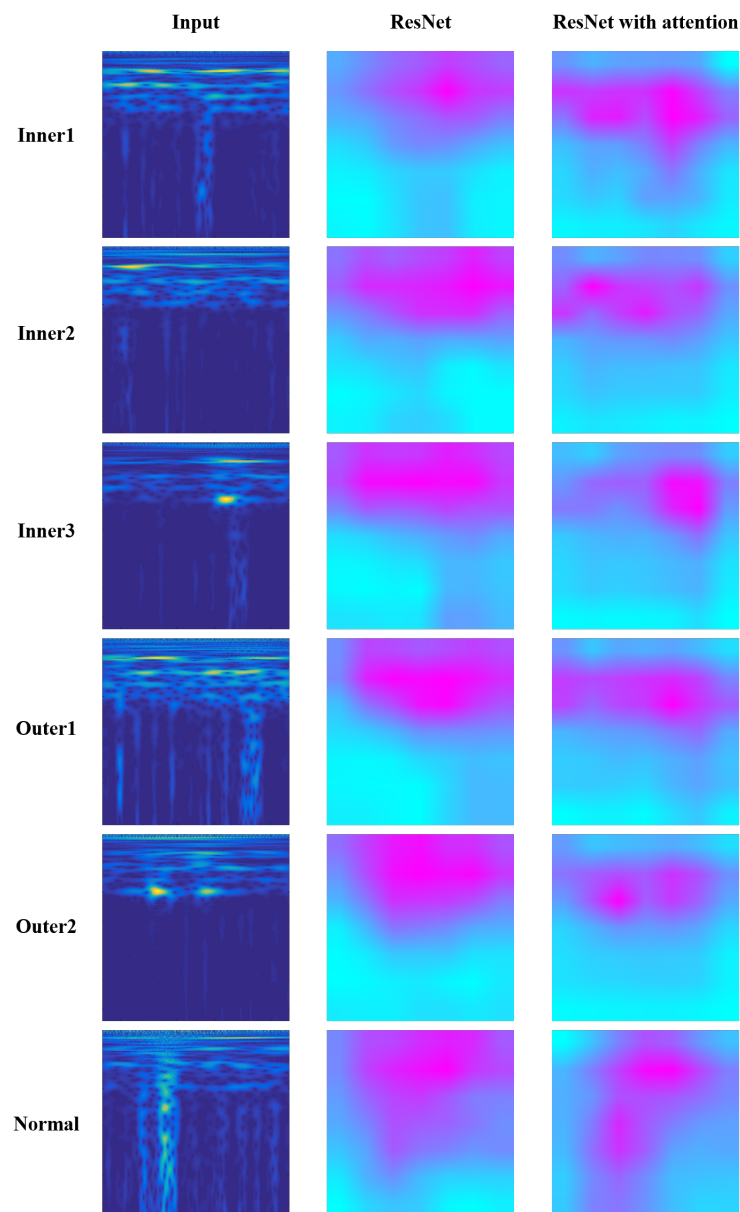 Input ResNet ResNet with attention
Inner1
Inner2
Inner3
Outer1
Outer2
Normal